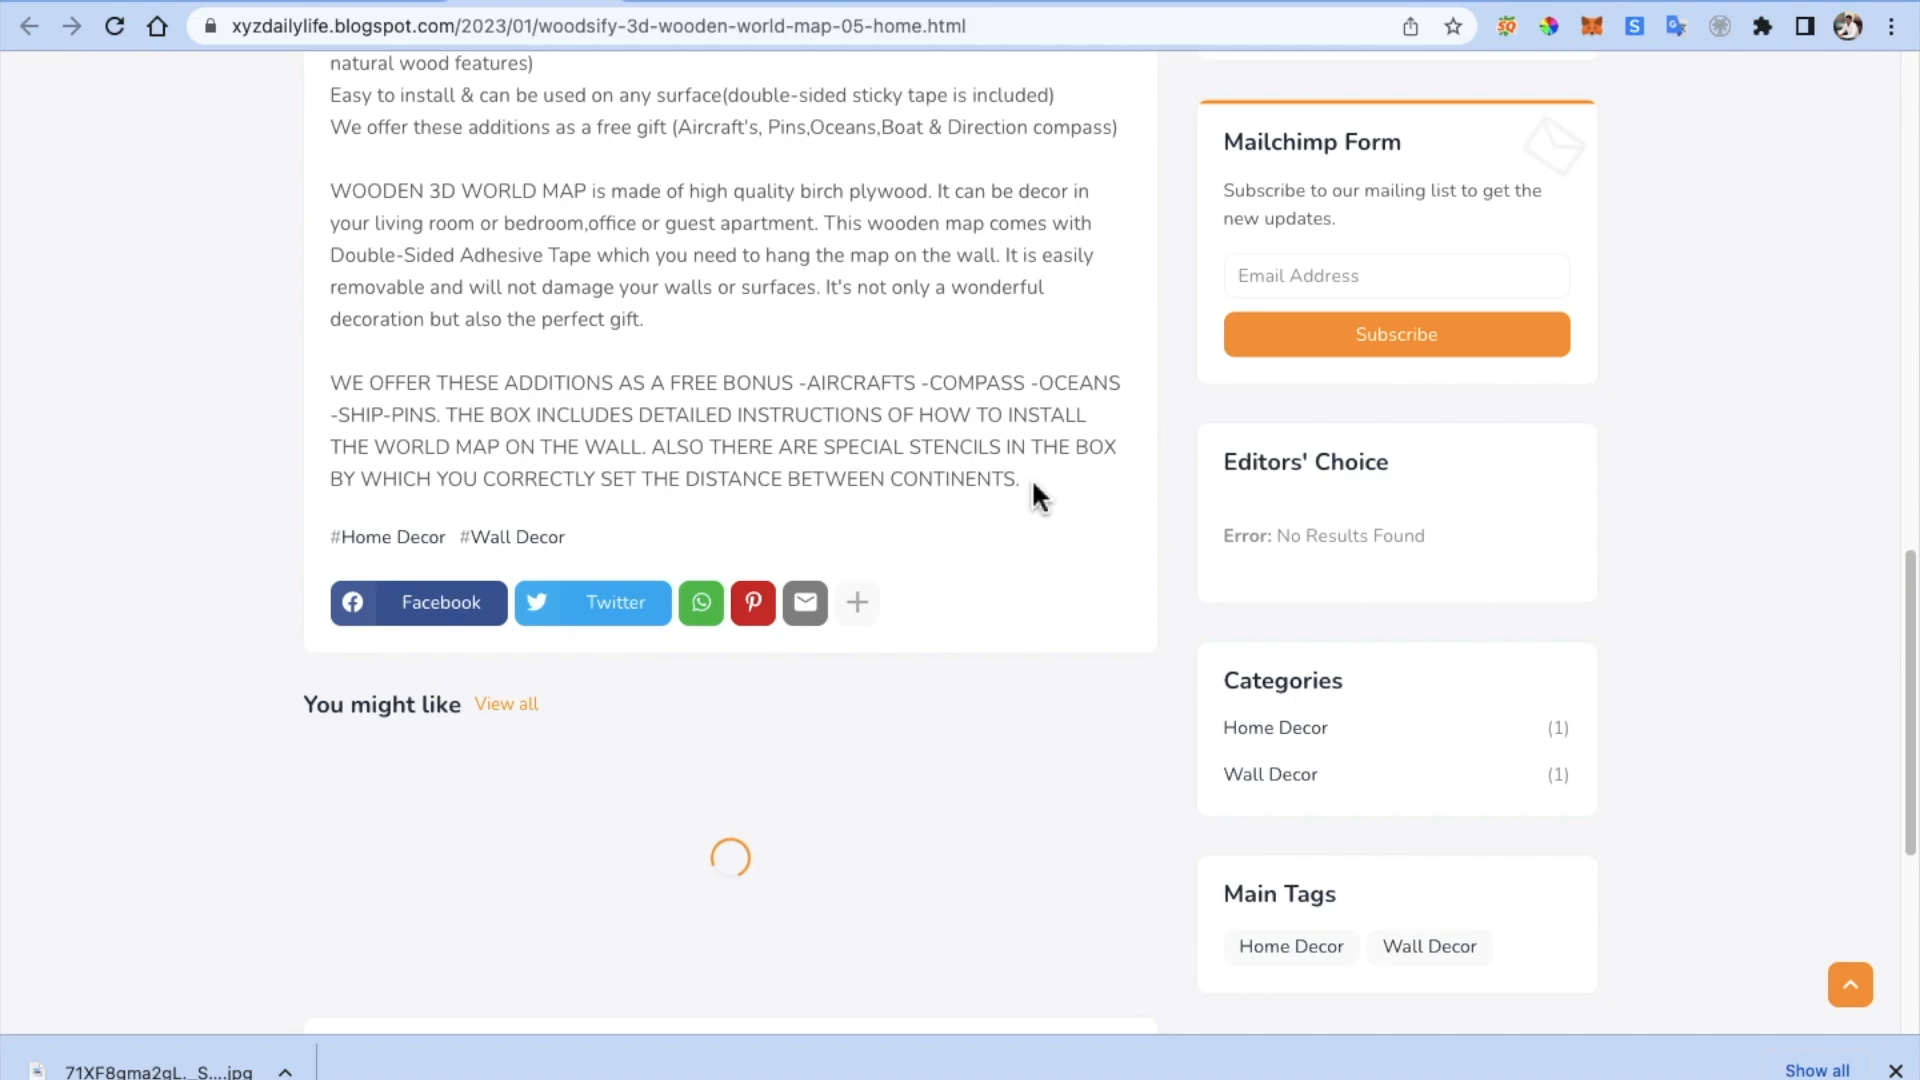 xyzdailylife.blogspot.com/2023/01/woodsify-3d-wooden-world-map-05-home.html
natural wood features)
Easy to install & can be used on any surface(double-sided sticky tape is included)
We offer these additions as a free gift (Aircraft's, Pins,Oceans,Boat & Direction compass)
WOODEN 3D WORLD MAP is made of high quality birch plywood. It can be decor in
your living room or bedroom,office or guest apartment. This wooden map comes with
Double-Sided Adhesive Tape which you need to hang the map on the wall. It is easily
removable and will not damage your walls or surfaces. It's not only a wonderful
decoration but also the perfect gift.
WE OFFER THESE ADDITIONS AS A FREE BONUS -AIRCRAFTS -COMPASS -OCEANS
-SHIP-PINS. THE BOX INCLUDES DETAILED INSTRUCTIONS OF HOW TO INSTALL
THE WORLD MAP ON THE WALL. ALSO THERE ARE SPECIAL STENCILS IN THE BOX
BY WHICH YOU CORRECTLY SET THE DISTANCE BETWEEN CONTINENTS.
#Home Decor #Wall Decor
Facebook
Twitter
You might like View all
Mailchimp Form
Subscribe to our mailing list to get the
new updates.
Email Address
Subscribe
Editors' Choice
Error: No Results Found
Categories
Home Decor (1)
Wall Decor (1)
Main Tags
Home Decor
Wall Decor
71XF8gma2gL._S....jpg
Show all